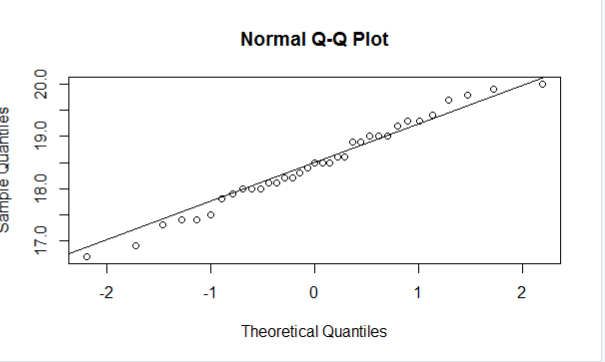 Normal Q-Q Plot
Sample Quantiles
20.0
19.0
18.0
17.0
-2 -1 0 1 2
Theoretical Quantiles